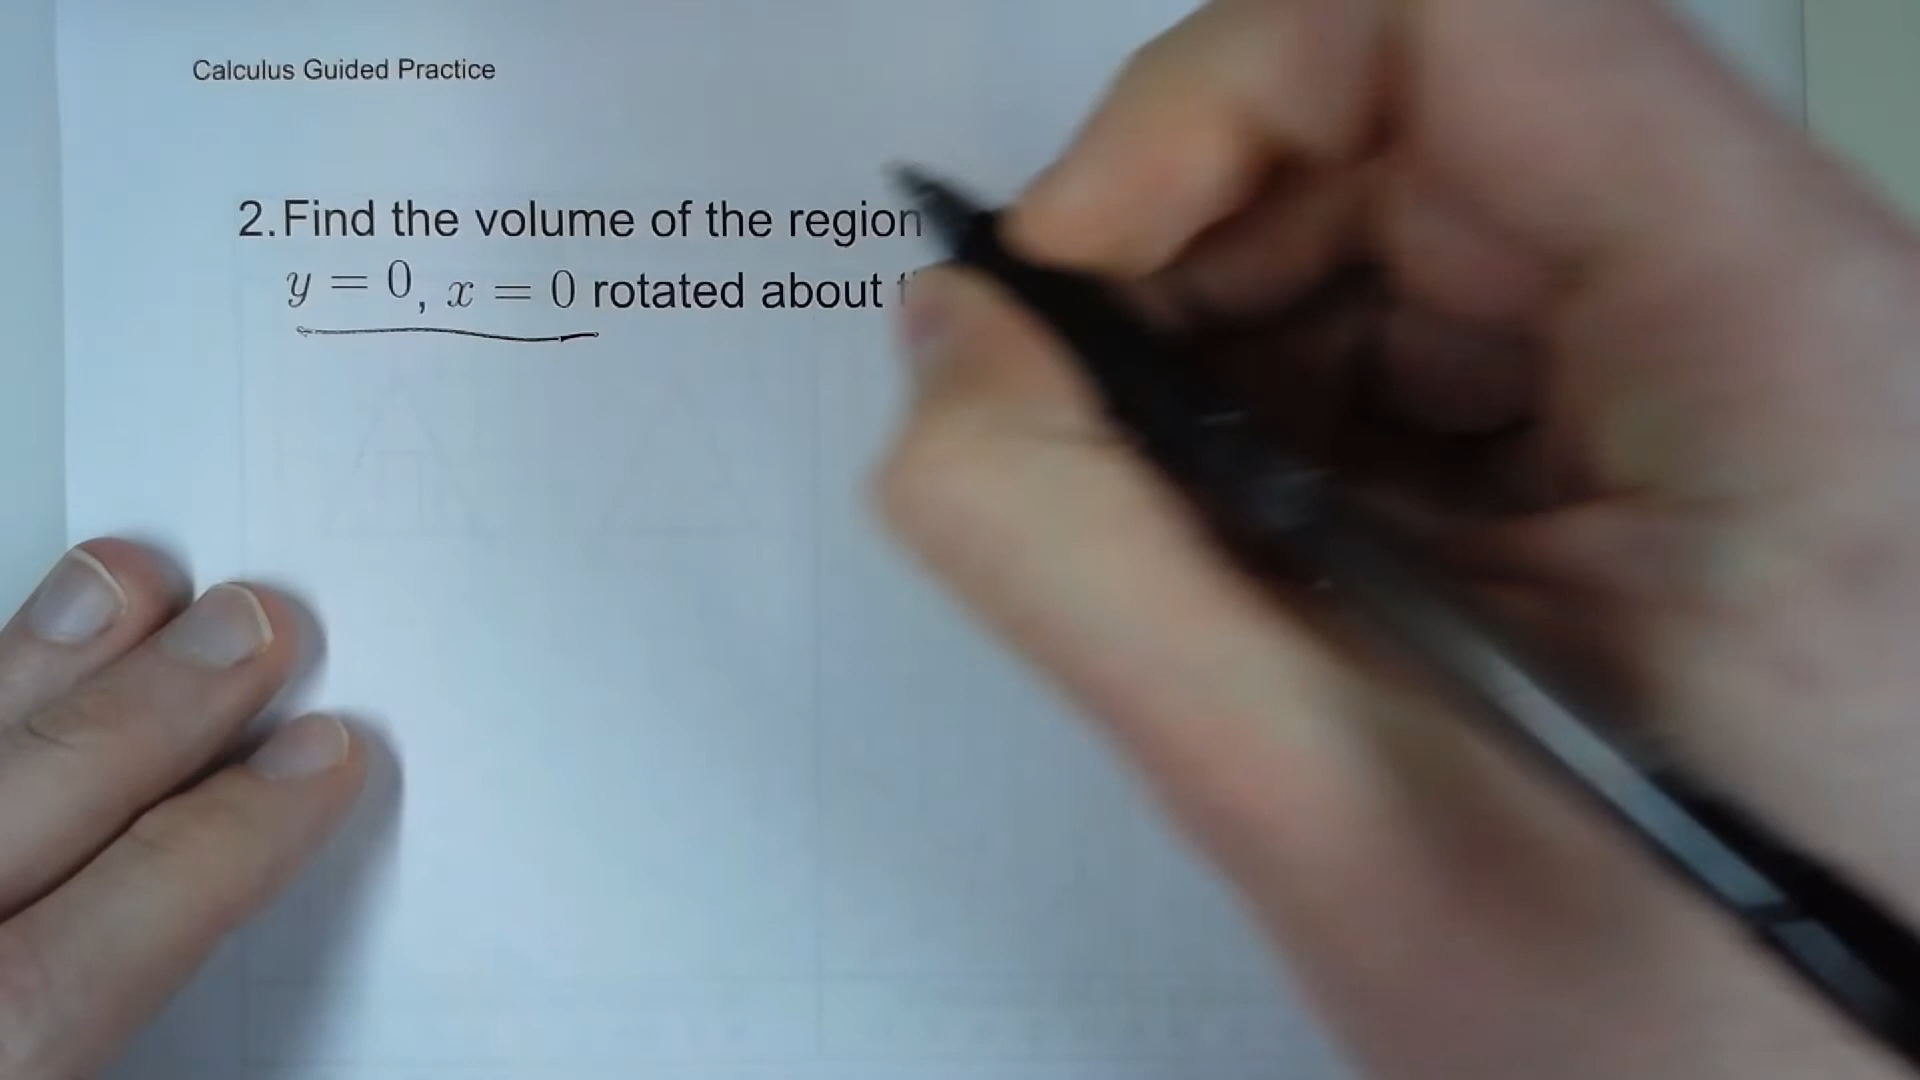 Calculus Guided Practice
2. Find the volume of the region
y = 0, x = 0 rotated about